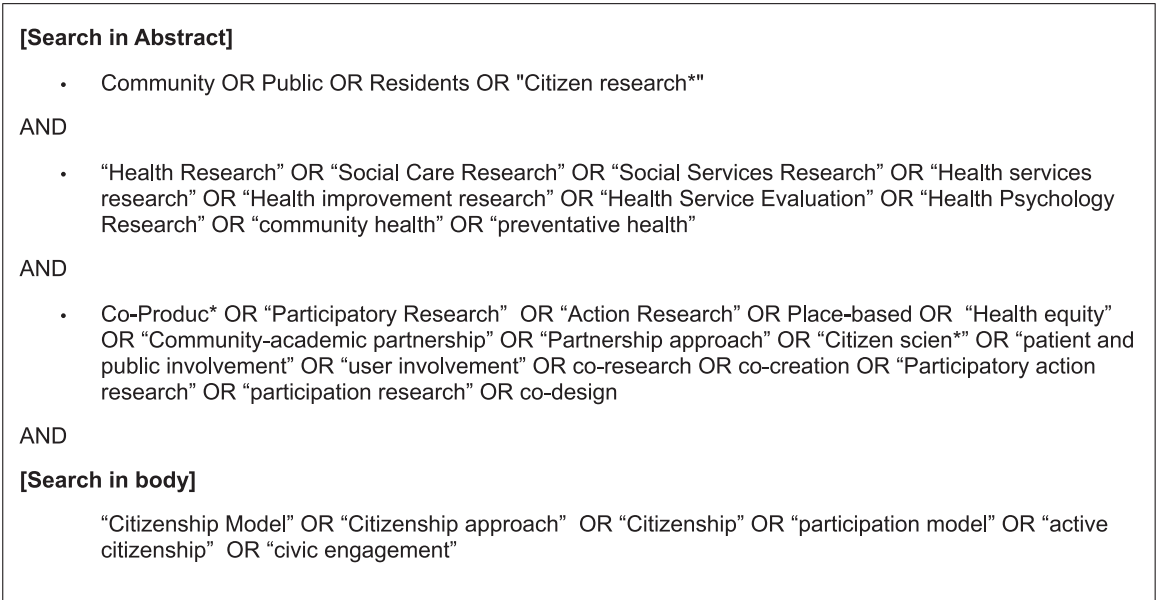 [Search in Abstract]
• Community OR Public OR Residents OR "Citizen research*"
AND
• “Health Research” OR “Social Care Research” OR “Social Services Research” OR “Health services
research” OR “Health improvement research” OR “Health Service Evaluation” OR “Health Psychology
Research” OR “community health” OR “preventative health”
AND
• Co-Produc* OR “Participatory Research” OR “Action Research” OR Place-based OR “Health equity”
OR “Community-academic partnership” OR “Partnership approach” OR “Citizen scien*” OR “patient and
public involvement” OR “user involvement” OR co-research OR co-creation OR “Participatory action
research” OR “participation research” OR co-design
AND
[Search in body]
“Citizenship Model” OR “Citizenship approach” OR “Citizenship” OR “participation model” OR “active
citizenship” OR “civic engagement”